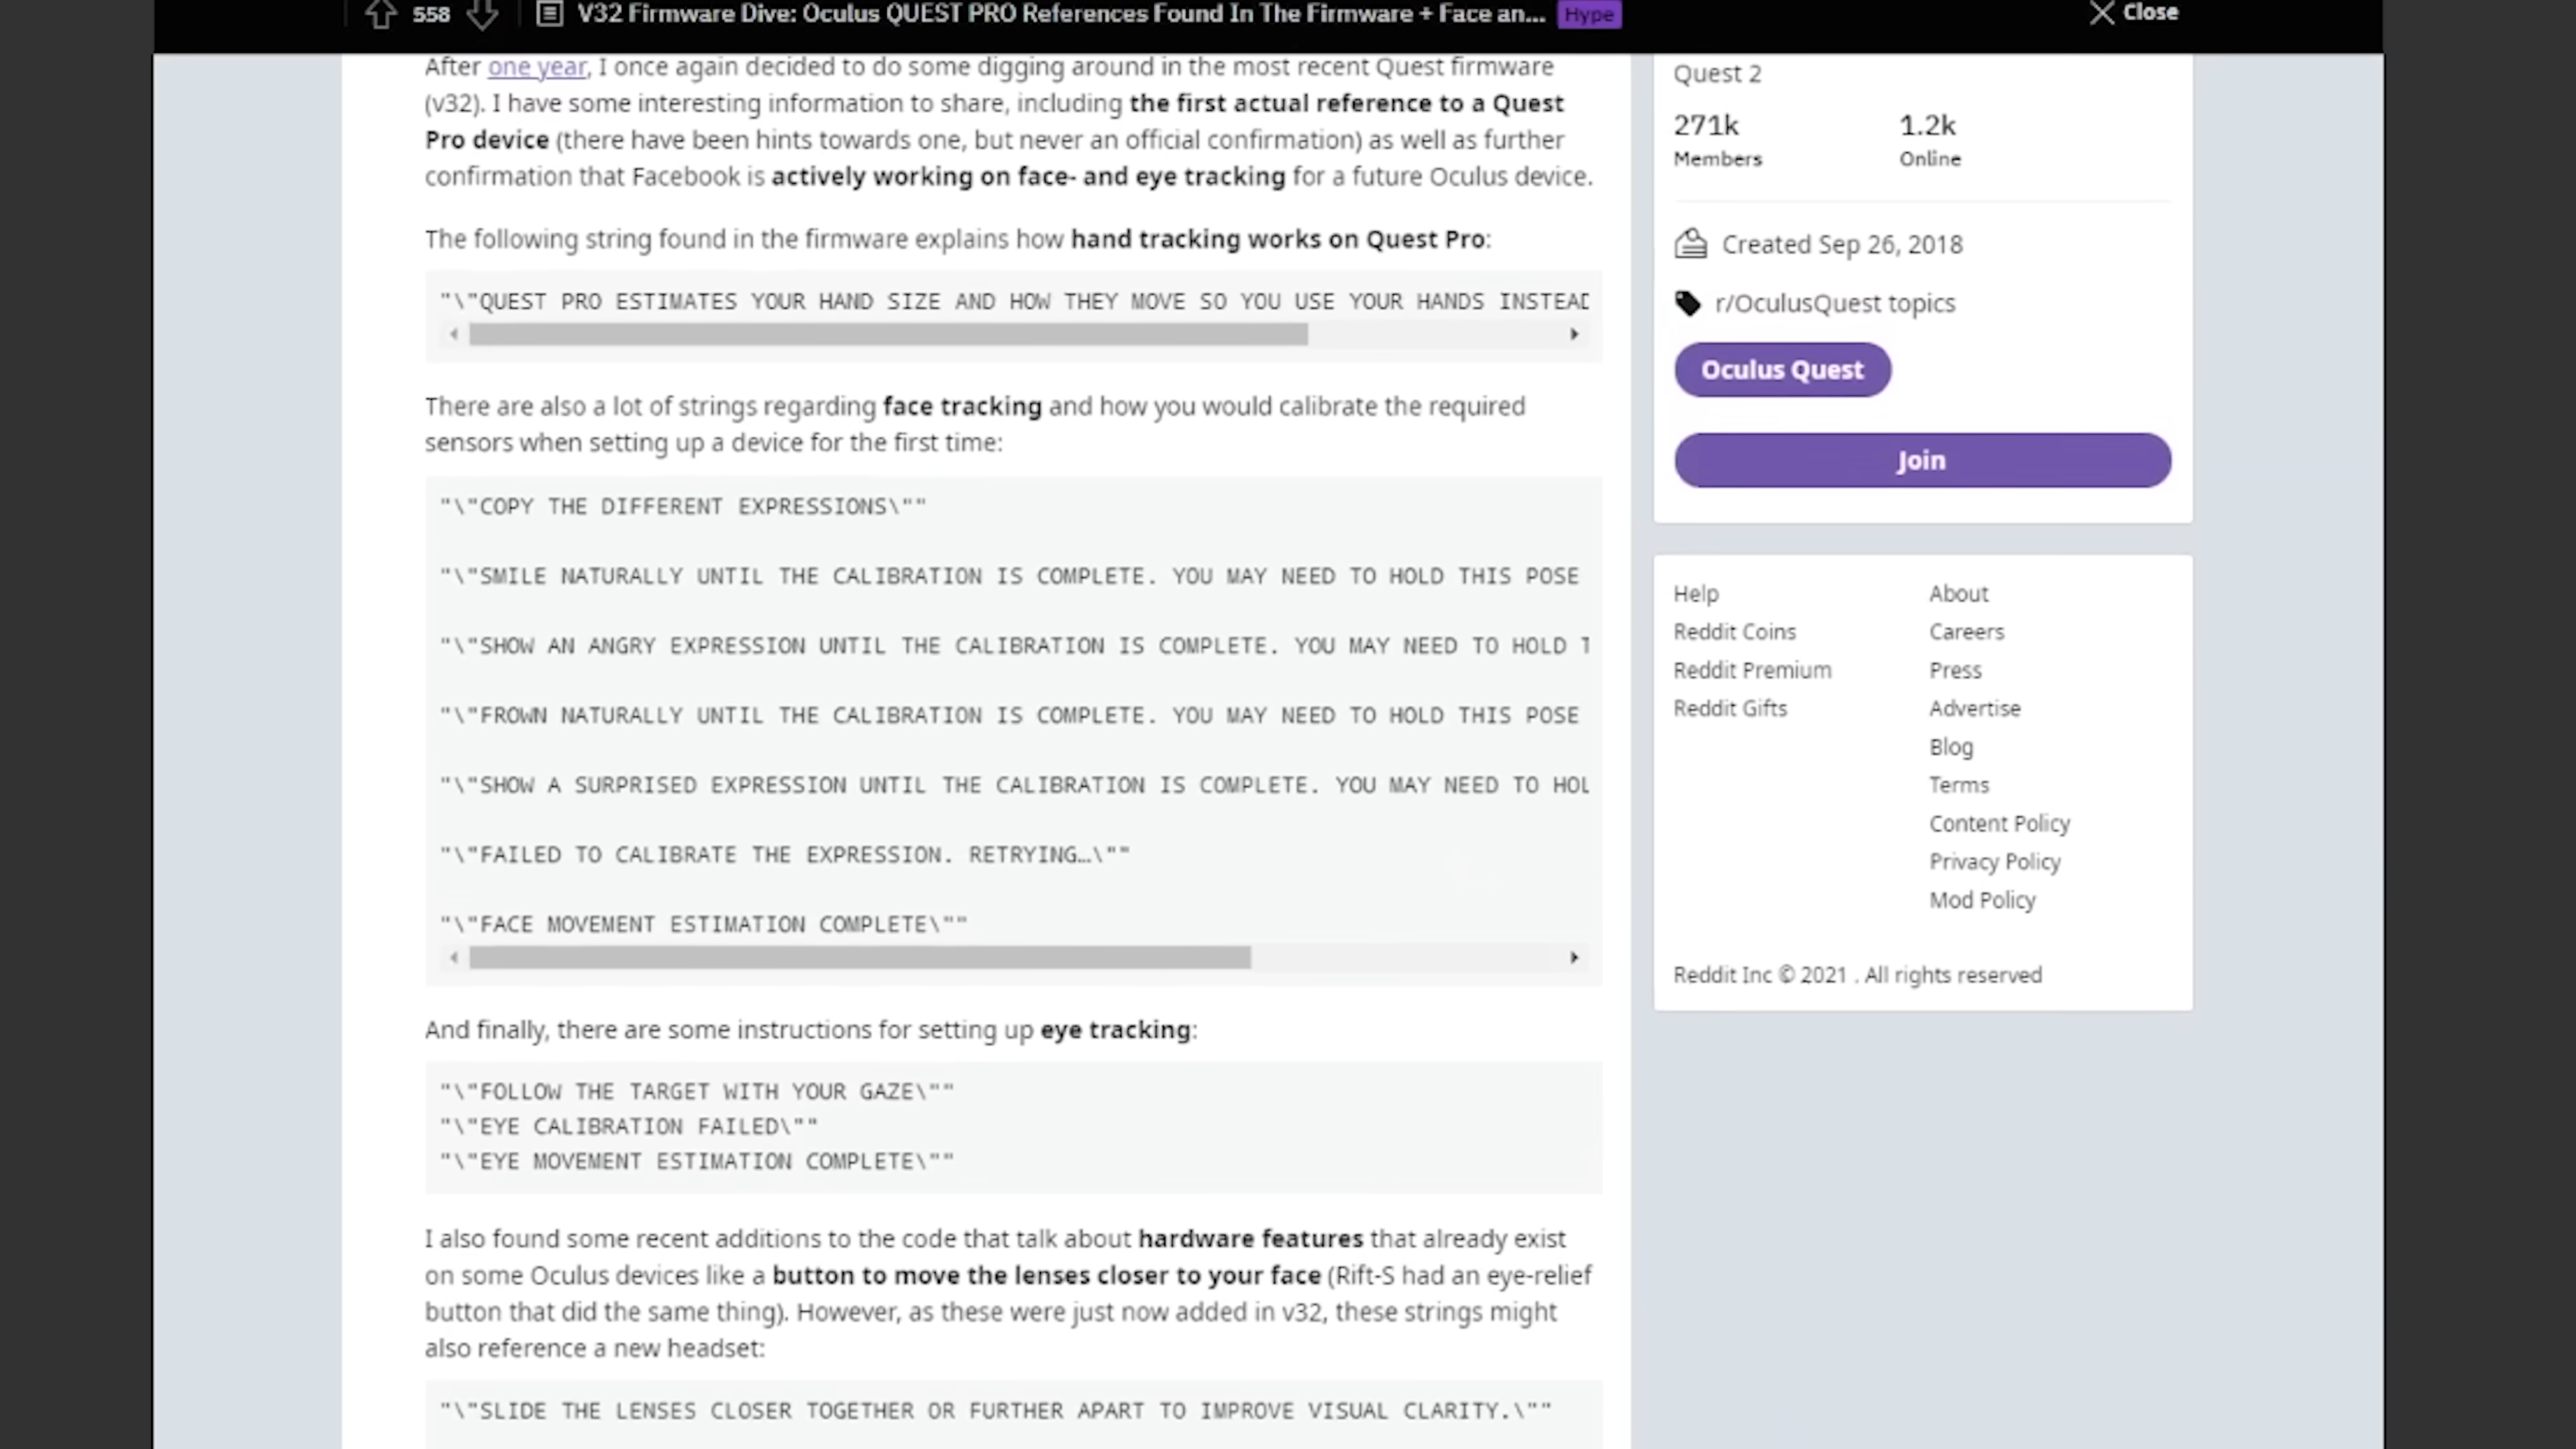 558
V32 Firmware Dive: Oculus QUEST PRO References Found In The Firmware + Face an...
Hype
Close
After one year, I once again decided to do some digging around in the most recent Quest firmware
(v32). I have some interesting information to share, including the first actual reference to a Quest
Pro device (there have been hints towards one, but never an official confirmation) as well as further
confirmation that Facebook is actively working on face- and eye tracking for a future Oculus device.
The following string found in the firmware explains how hand tracking works on Quest Pro:
"\"QUEST PRO ESTIMATES YOUR HAND SIZE AND HOW THEY MOVE SO YOU USE YOUR HANDS INSTEAD
There are also a lot of strings regarding face tracking and how you would calibrate the required
sensors when setting up a device for the first time:
"\"COPY THE DIFFERENT EXPRESSIONS\""
"\"SMILE NATURALLY UNTIL THE CALIBRATION IS COMPLETE. YOU MAY NEED TO HOLD THIS POSE
"\"SHOW AN ANGRY EXPRESSION UNTIL THE CALIBRATION IS COMPLETE. YOU MAY NEED TO HOLD T
"\"FROWN NATURALLY UNTIL THE CALIBRATION IS COMPLETE. YOU MAY NEED TO HOLD THIS POSE
"\"SHOW A SURPRISED EXPRESSION UNTIL THE CALIBRATION IS COMPLETE. YOU MAY NEED TO HOL
"\"FAILED TO CALIBRATE THE EXPRESSION. RETRYING…\""
"\"FACE MOVEMENT ESTIMATION COMPLETE\""
And finally, there are some instructions for setting up eye tracking:
"\"FOLLOW THE TARGET WITH YOUR GAZE\""
"\"EYE CALIBRATION FAILED\""
"\"EYE MOVEMENT ESTIMATION COMPLETE\""
I also found some recent additions to the code that talk about hardware features that already exist
on some Oculus devices like a button to move the lenses closer to your face (Rift-S had an eye-relief
button that did the same thing). However, as these were just now added in v32, these strings might
also reference a new headset:
"\"SLIDE THE LENSES CLOSER TOGETHER OR FURTHER APART TO IMPROVE VISUAL CLARITY.\""
Quest 2
271k
1.2k
Members
Online
Created Sep 26, 2018
r/OculusQuest topics
Oculus Quest
Join
Help
Reddit Coins
Reddit Premium
Reddit Gifts
About
Careers
Press
Advertise
Blog
Terms
Content Policy
Privacy Policy
Mod Policy
Reddit Inc © 2021 . All rights reserved